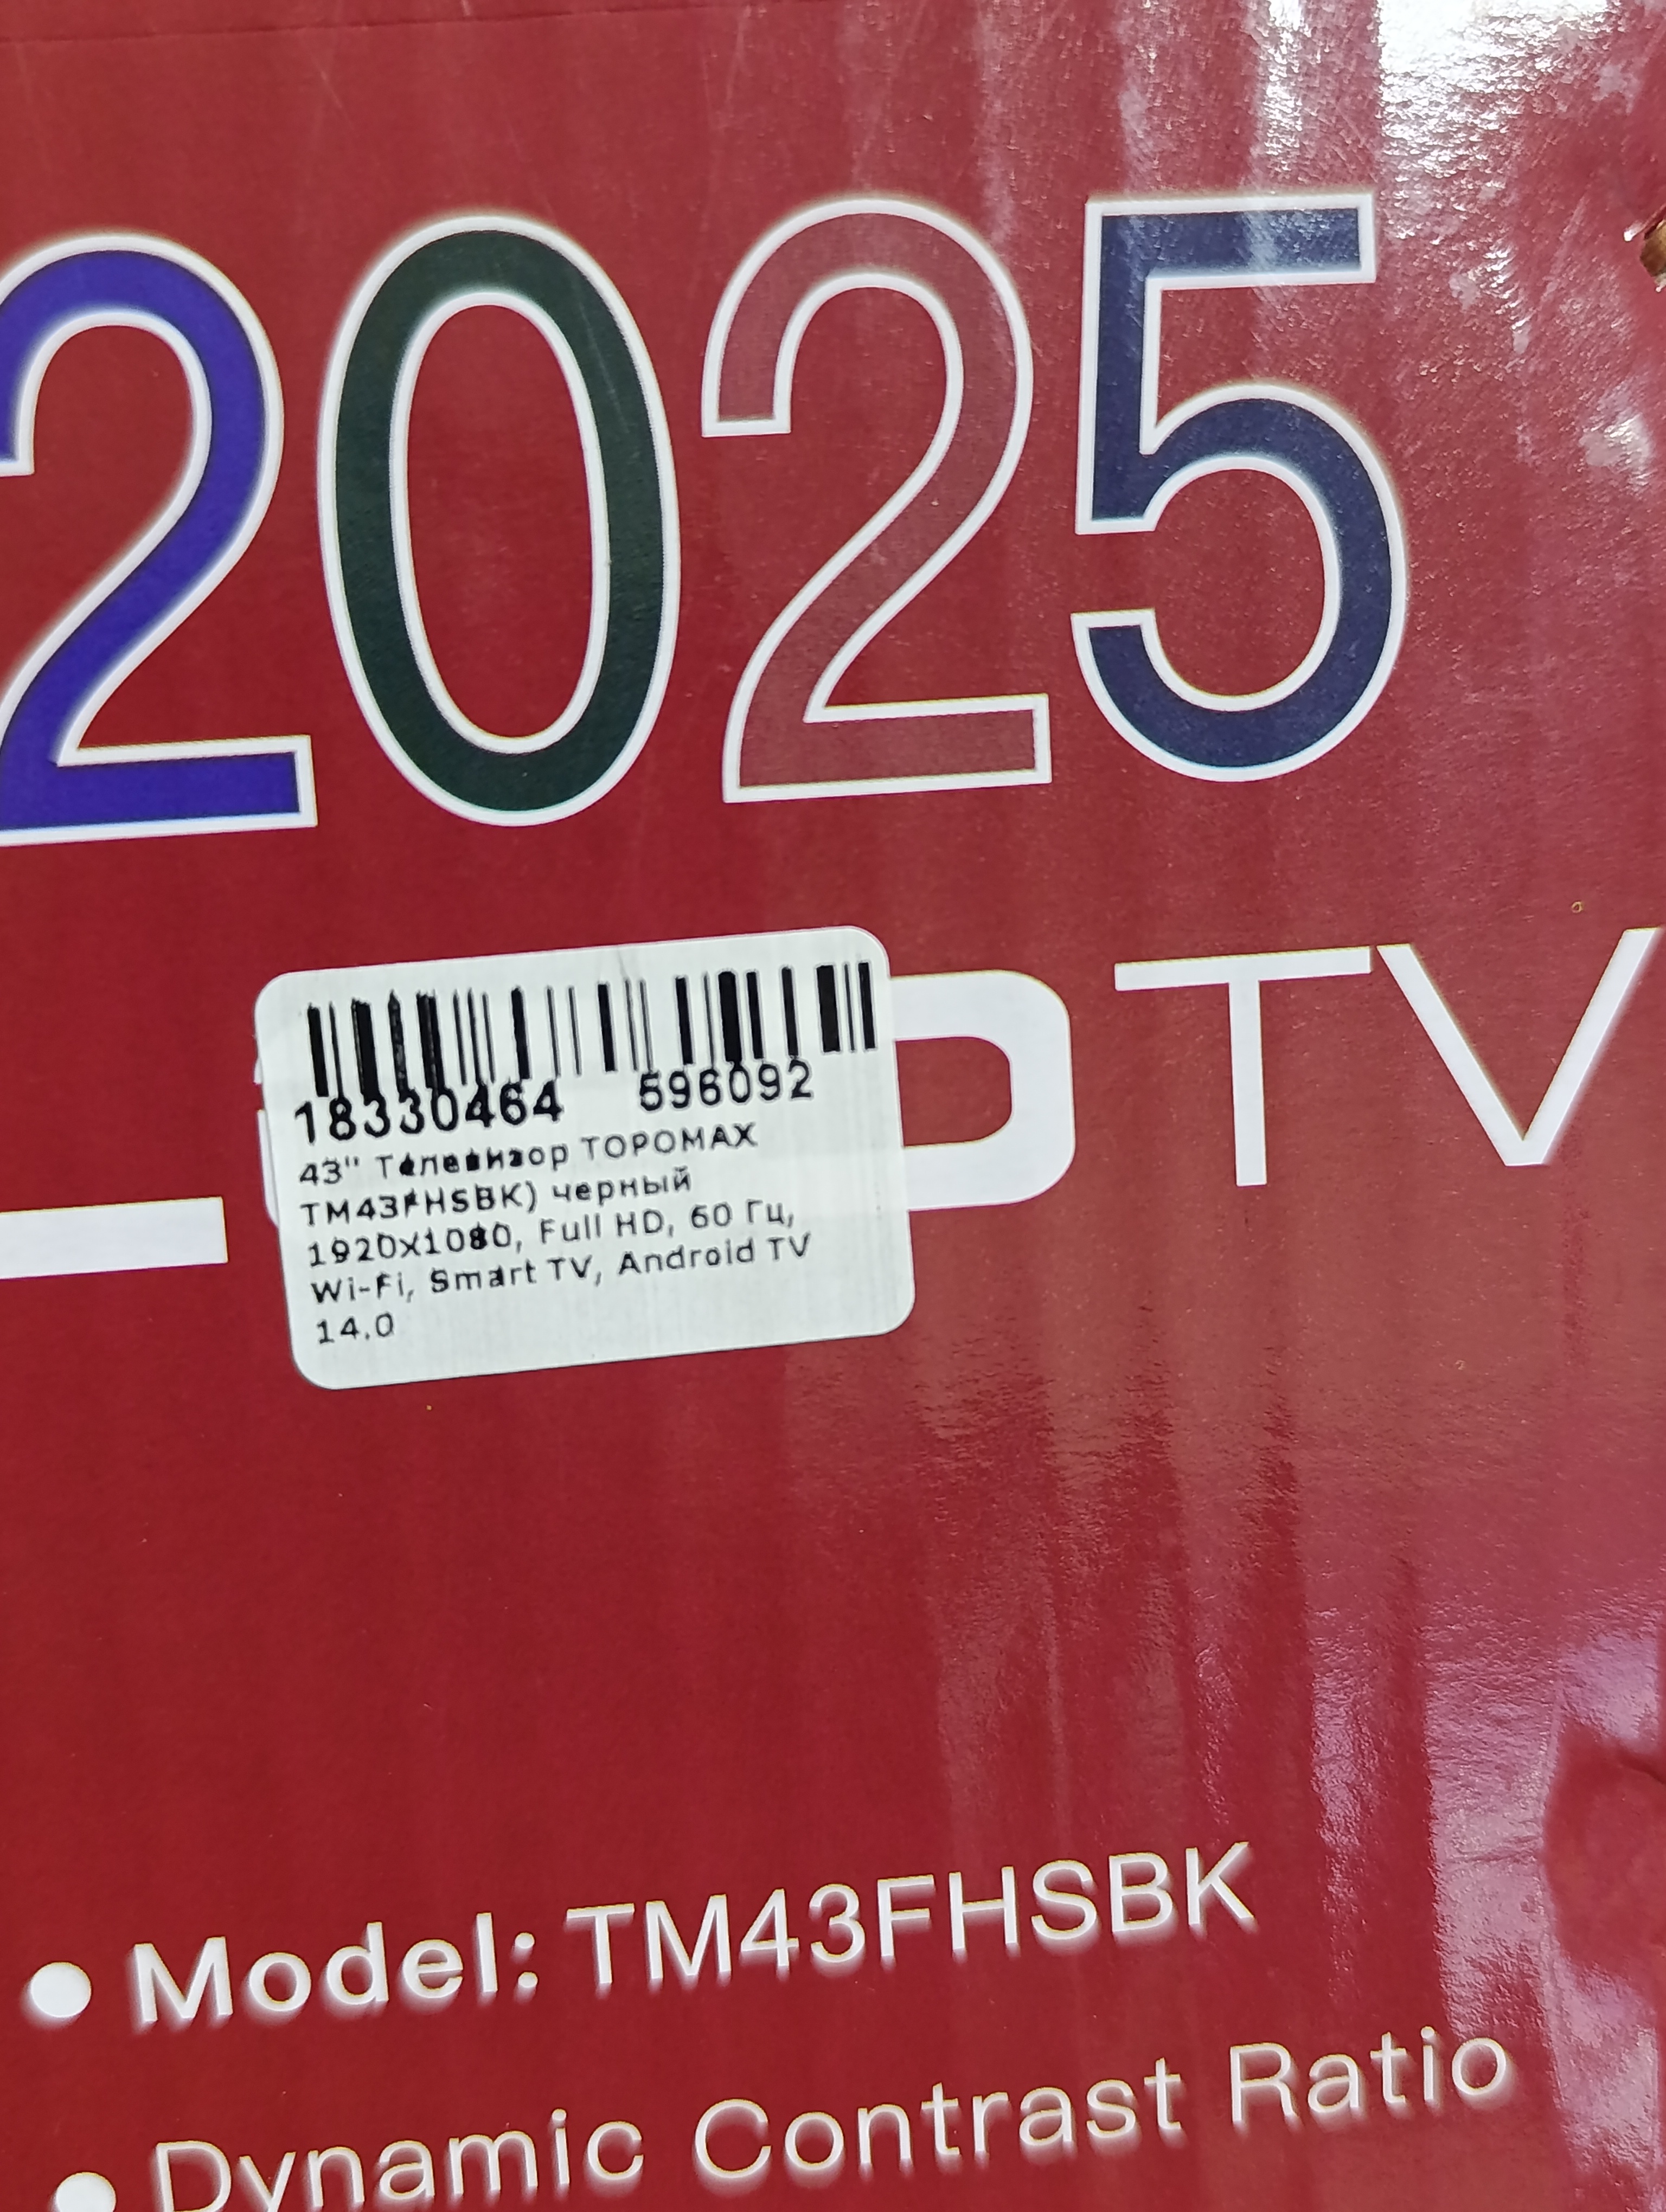 2025
TV
18330464 596092
43" Телевизор TOPOMAX
TM43FHSBK) черный
1920x1080, Full HD, 60 Гц,
Wi-Fi, Smart TV, Android TV
14.0
• Model: TM43FHSBK
• Dynamic Contrast Ratio